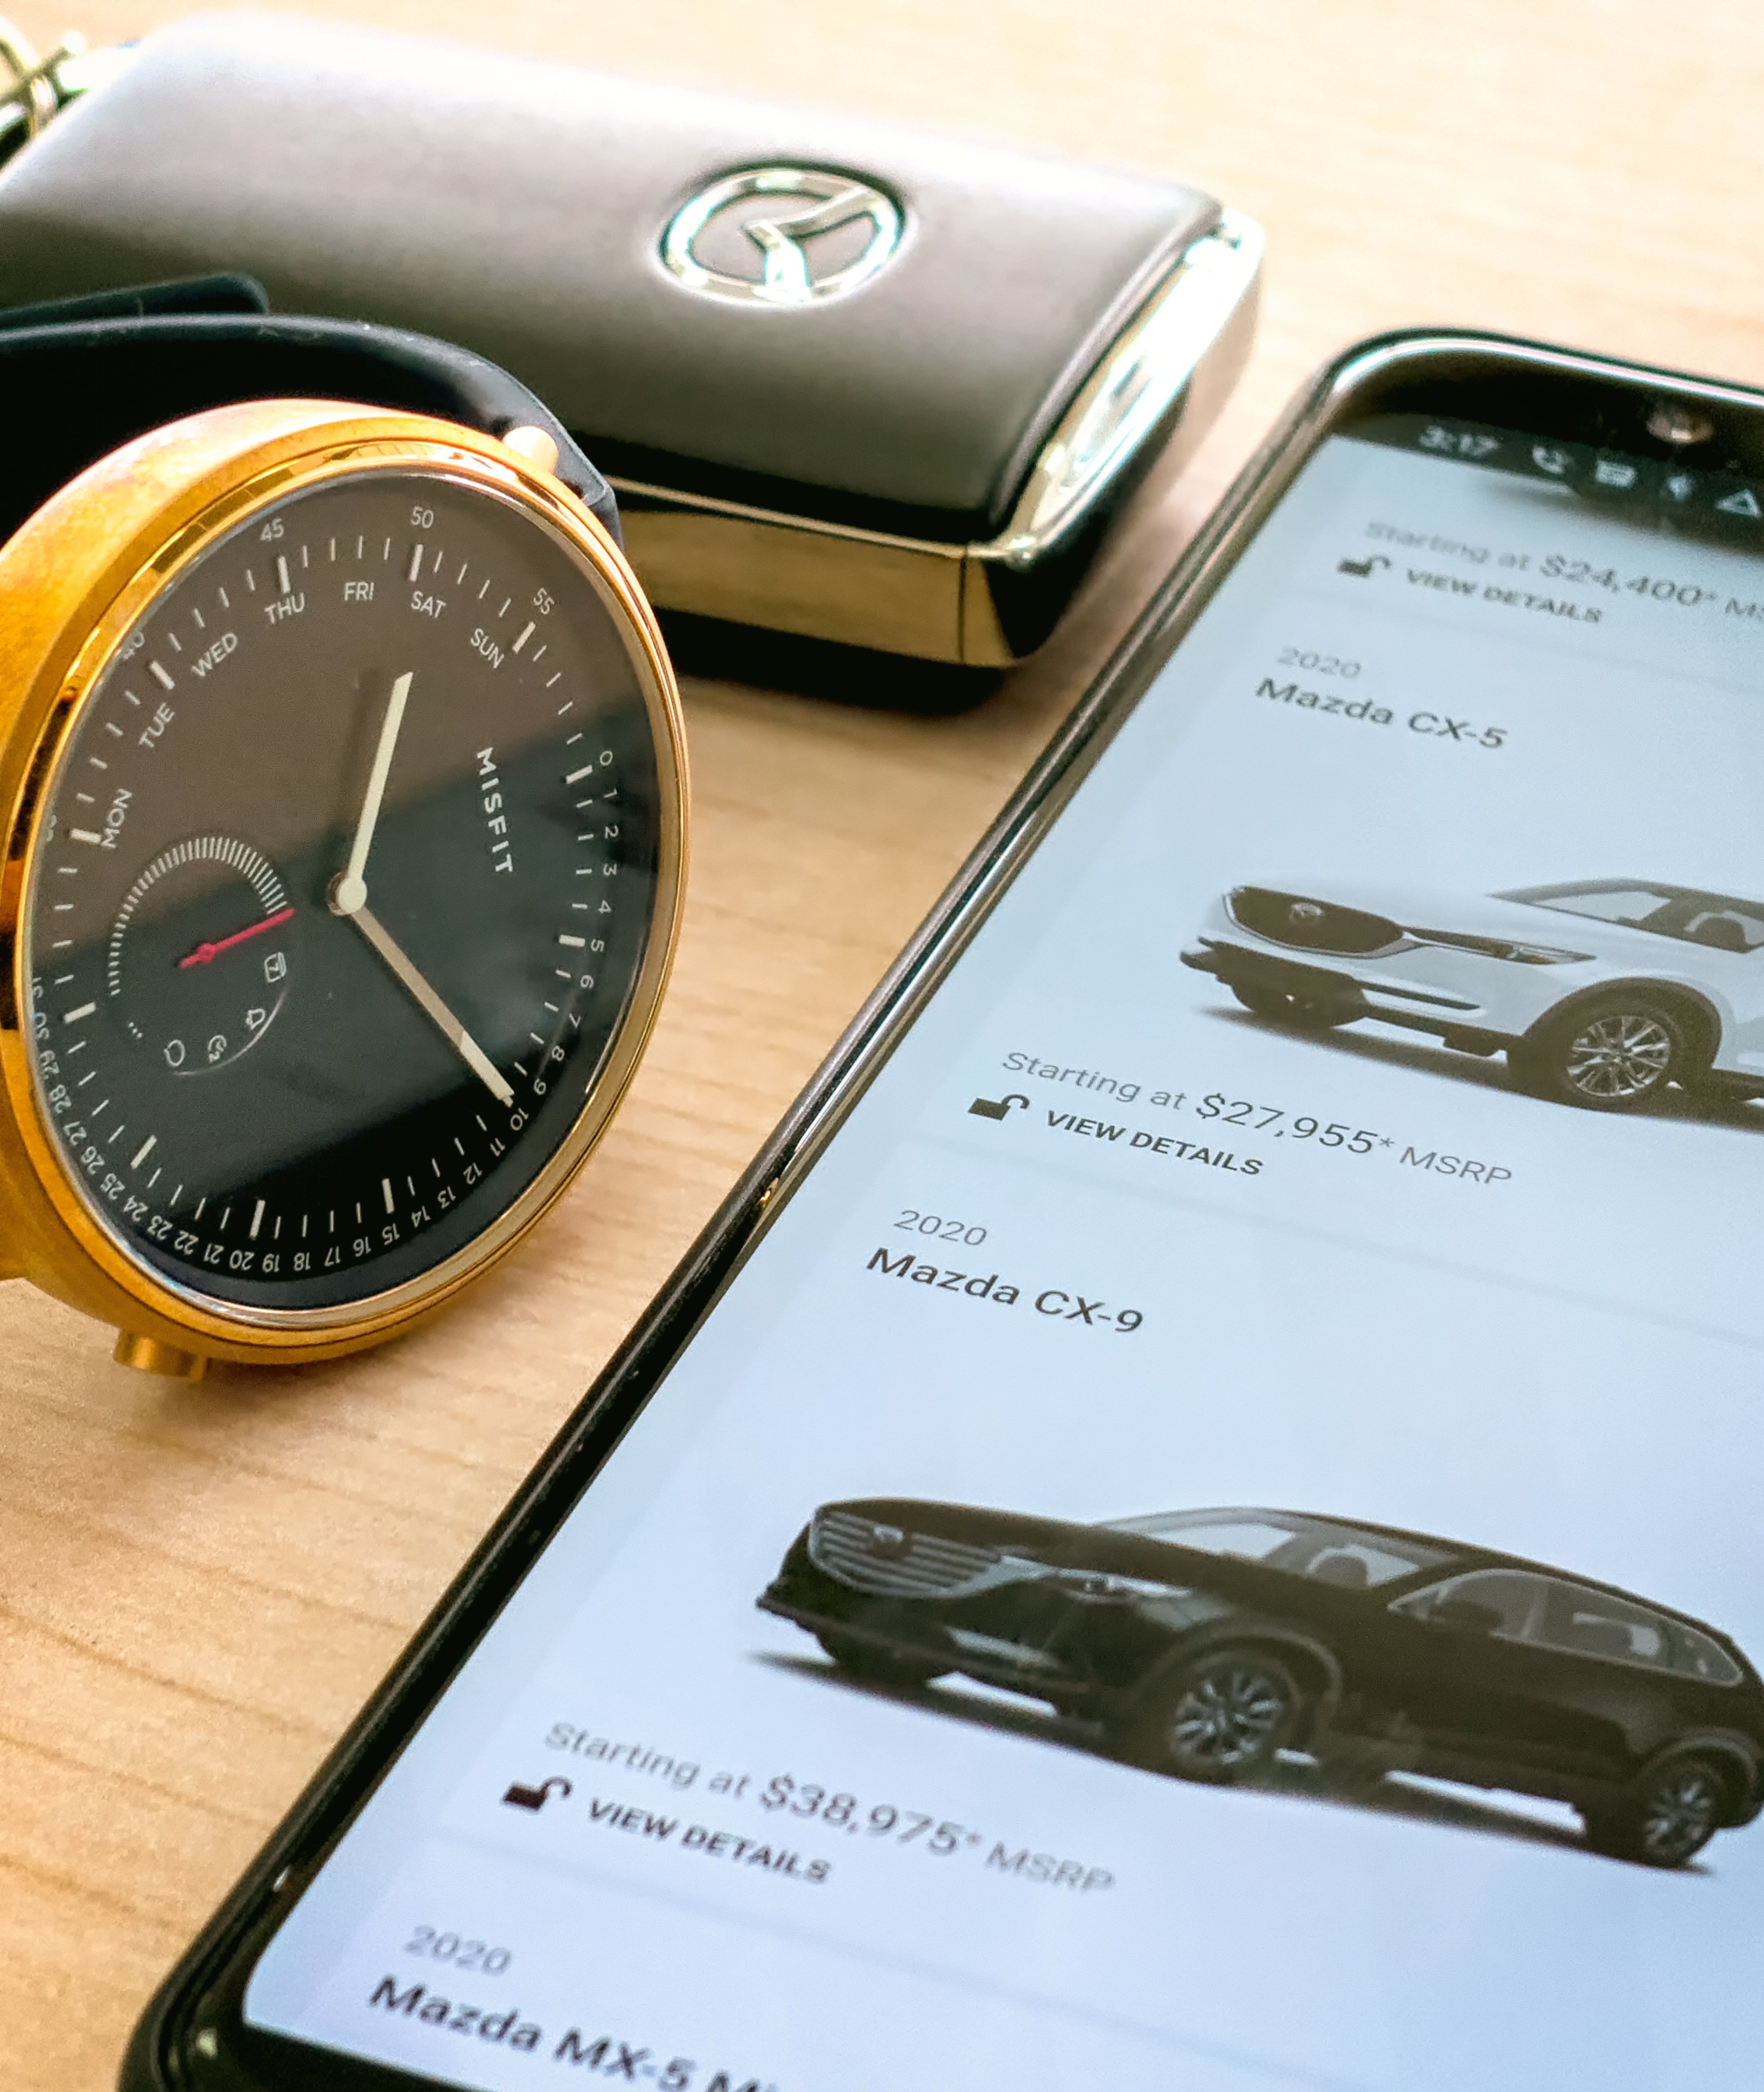 45
50
55
40
MON
TUE
WED
THU
FRI
SAT
SUN
MISFIT
0
1
2
3
4
5
6
7
8
9
10
11
12
13
14
15
16
17
18
19
20
21
22
23
24
25
26
27
28
29
30
31
7
3:17
Starting at $24,400*
VIEW DETAILS
2020
Mazda CX-5
Starting at $27,955* MSRP
VIEW DETAILS
2020
Mazda CX-9
Starting at $38,975* MSRP
VIEW DETAILS
2020
Mazda MX-5